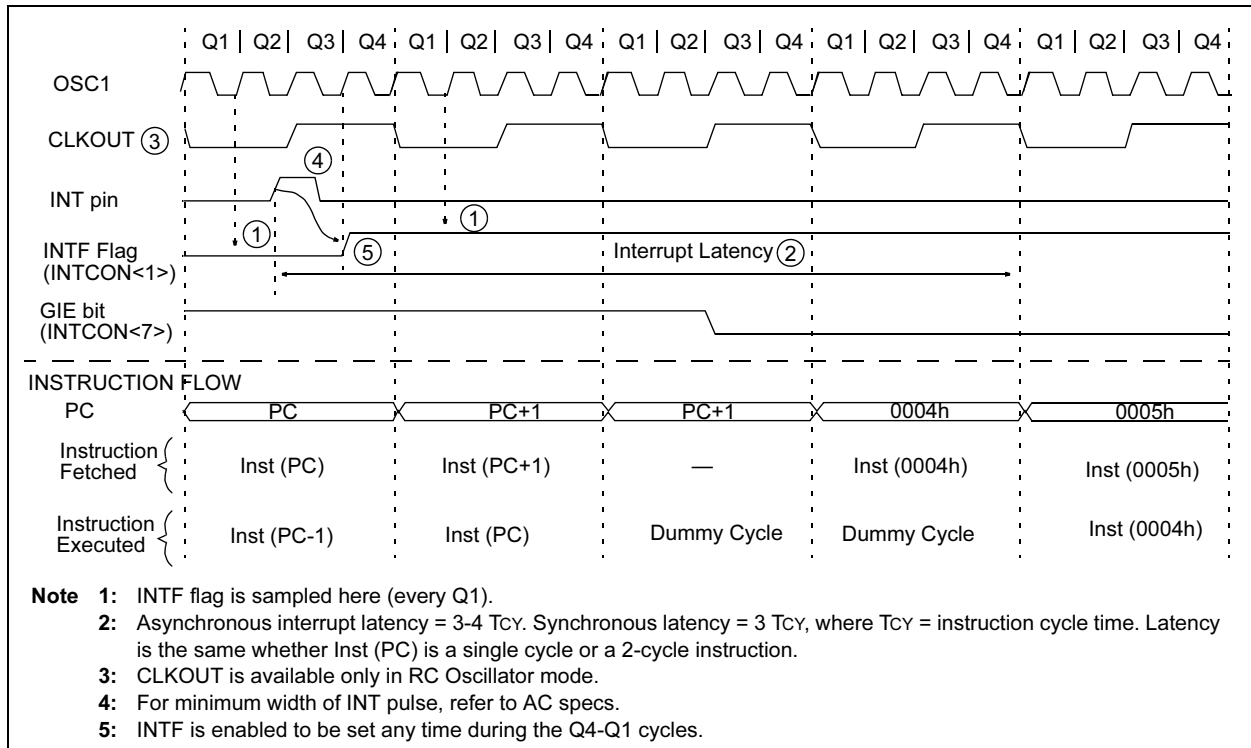 Q1 | Q2 | Q3 | Q4 Q1 | Q2 | Q3 | Q4 Q1 | Q2 | Q3 | Q4 Q1 | Q2 | Q3 | Q4 Q1 | Q2 | Q3 | Q4
OSC1
CLKOUT 3
4
INT pin
1 1
INTF Flag
(INTCON<1>)
5 Interrupt Latency 2
GIE bit
(INTCON<7>)
INSTRUCTION FLOW
PC PC PC+1 PC+1 0004h 0005h
Instruction
Fetched
Inst (PC) Inst (PC+1) — Inst (0004h) Inst (0005h)
Instruction
Executed
Inst (PC-1) Inst (PC) Dummy Cycle Dummy Cycle Inst (0004h)
Note 1: INTF flag is sampled here (every Q1).
2: Asynchronous interrupt latency = 3-4 TCY. Synchronous latency = 3 TCY, where TCY = instruction cycle time. Latency
is the same whether Inst (PC) is a single cycle or a 2-cycle instruction.
3: CLKOUT is available only in RC Oscillator mode.
4: For minimum width of INT pulse, refer to AC specs.
5: INTF is enabled to be set any time during the Q4-Q1 cycles.